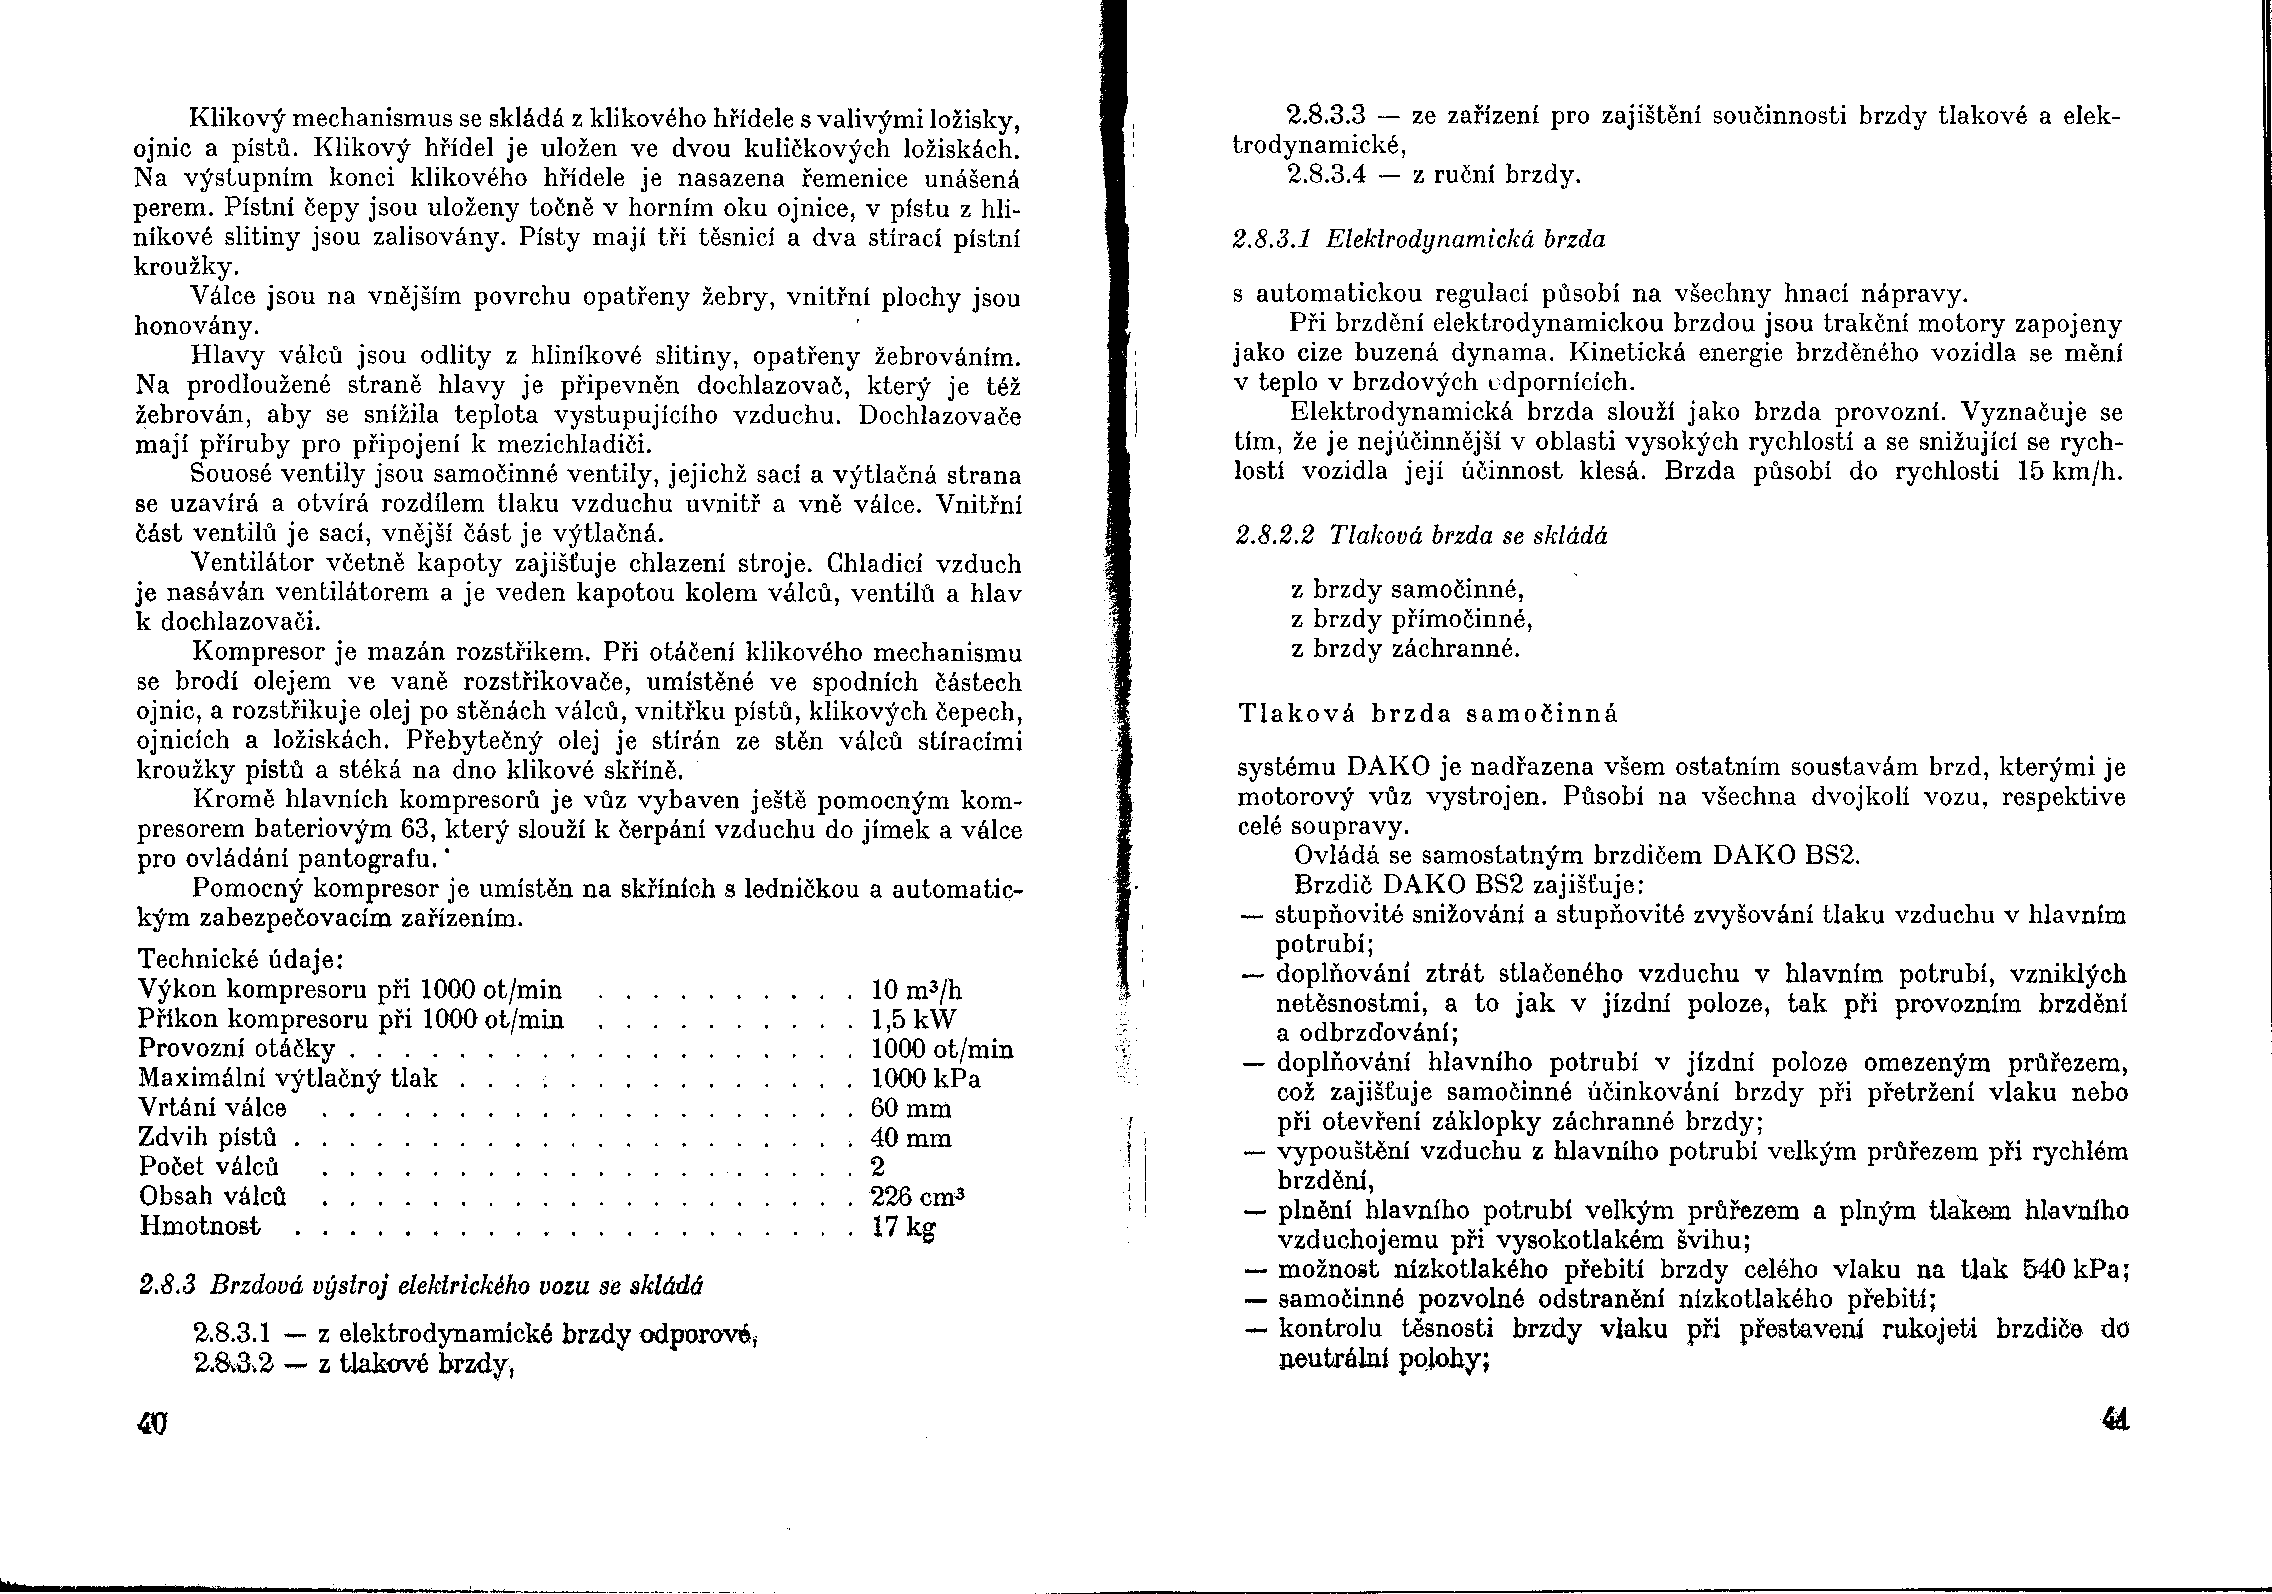 Klikový mechanismus se skládá z klikového hřídele s valivými ložisky,
ojnic a pístů. Klikový hřídel je uložen ve dvou kuličkových ložiskách.
Na výstupním konci klikového hřídele je nasazena řemenice unášená
perem. Pístní čepy jsou uloženy točně v horním oku ojnice, v pístu z hli-
níkové slitiny jsou zalisovány. Písty mají tři těsnicí a dva stírací pístní
kroužky.
Válce jsou na vnějším povrchu opatřeny žebry, vnitřní plochy jsou
honovány.
Hlavy válců jsou odlity z hliníkové slitiny, opatřeny žebrováním.
Na prodloužené straně hlavy je připevněn dochlazovač, který je též
žebrován, aby se snížila teplota vystupujícího vzduchu. Dochlazovače
mají příruby pro připojení k mezichladiči.
Souosé ventily jsou samočinné ventily, jejichž sací a výtlačná strana
se uzavírá a otvírá rozdílem tlaku vzduchu uvnitř a vně válce. Vnitřní
část ventilů je sací, vnější část je výtlačná.
Ventilátor včetně kapoty zajišťuje chlazení stroje. Chladicí vzduch
je nasáván ventilátorem a je veden kapotou kolem válců, ventilů a hlav
k dochlazovači.
Kompresor je mazán rozstřikem. Při otáčení klikového mechanismu
se brodí olejem ve vaně rozstřikovače, umístěné ve spodních částech
ojnic, a rozstřikuje olej po stěnách válců, vnitřku pístů, klikových čepech,
ojnicích a ložiskách. Přebytečný olej je stírán ze stěn válců stíracími
kroužky pístů a stéká na dno klikové skříně.
Kromě hlavních kompresorů je vůz vybaven ještě pomocným kom-
presorem bateriovým 63, který slouží k čerpání vzduchu do jímek a válce
pro ovládání pantografu.
Pomocný kompresor je umístěn na skříních s ledničkou a automatic-
kým zabezpečovacím zařízením.
Technické údaje:
Výkon kompresoru při 1000 ot/min . . . . . . . . . . 10 m³/h
Příkon kompresoru při 1000 ot/min . . . . . . . . . . 1,5 kW
Provozní otáčky . . . . . . . . . . . . . . . . . . . 1000 ot/min
Maximální výtlačný tlak . . . . . . . . . . . . . . . 1000 kPa
Vrtání válce . . . . . . . . . . . . . . . . . . . . 60 mm
Zdvih pístů . . . . . . . . . . . . . . . . . . . . . 40 mm
Počet válců . . . . . . . . . . . . . . . . . . . . 2
Obsah válců . . . . . . . . . . . . . . . . . . . . 226 cm³
Hmotnost . . . . . . . . . . . . . . . . . . . . . 17 kg
2.8.3 Brzdová výstroj elektrického vozu se skládá
2.8.3.1 — z elektrodynamické brzdy odporové,
2.8.3.2 — z tlakové brzdy,
40
2.8.3.3 — ze zařízení pro zajištění součinnosti brzdy tlakové a elek-
trodynamické,
2.8.3.4 — z ruční brzdy.
2.8.3.1 Elektrodynamická brzda
s automatickou regulací působí na všechny hnací nápravy.
Při brzdění elektrodynamickou brzdou jsou trakční motory zapojeny
jako cize buzená dynama. Kinetická energie brzděného vozidla se mění
v teplo v brzdových odpornících.
Elektrodynamická brzda slouží jako brzda provozní. Vyznačuje se
tím, že je nejúčinnější v oblasti vysokých rychlostí a se snižující se rych-
lostí vozidla její účinnost klesá. Brzda působí do rychlosti 15 km/h.
2.8.2.2 Tlaková brzda se skládá
z brzdy samočinné,
z brzdy přímočinné,
z brzdy záchranné.
Tlaková brzda samočinná
systému DAKO je nadřazena všem ostatním soustavám brzd, kterými je
motorový vůz vystrojen. Působí na všechna dvojkolí vozu, respektive
celé soupravy.
Ovládá se samostatným brzdičem DAKO BS2.
Brzdič DAKO BS2 zajišťuje:
— stupňovité snižování a stupňovité zvyšování tlaku vzduchu v hlavním
potrubí;
— doplňování ztrát stlačeného vzduchu v hlavním potrubí, vzniklých
netěsnostmi, a to jak v jízdní poloze, tak při provozním brzdění
a odbrzďování;
— doplňování hlavního potrubí v jízdní poloze omezeným průřezem,
což zajišťuje samočinné účinkování brzdy při přetržení vlaku nebo
při otevření záklopky záchranné brzdy;
— vypouštění vzduchu z hlavního potrubí velkým průřezem při rychlém
brzdění,
— plnění hlavního potrubí velkým průřezem a plným tlakem hlavního
vzduchojemu při vysokotlakém švihu;
— možnost nízkotlakého přebití brzdy celého vlaku na tlak 540 kPa;
— samočinné pozvolné odstranění nízkotlakého přebití;
— kontrolu těsnosti brzdy vlaku při přestavení rukojeti brzdiče do
neutrální polohy;
41